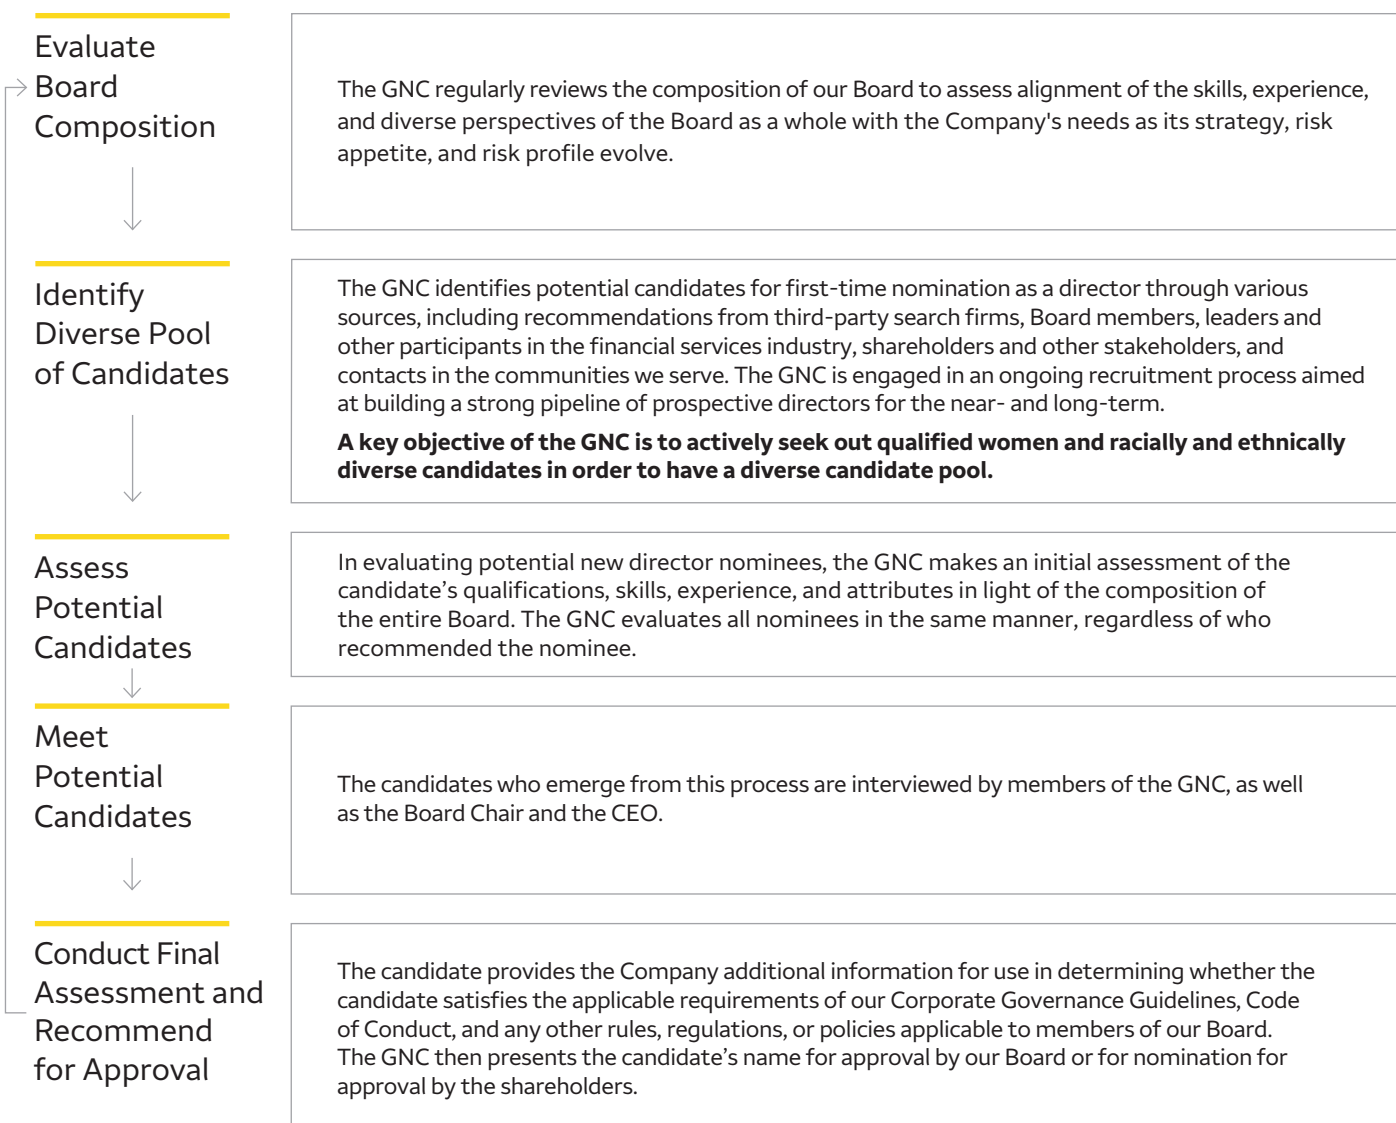 Evaluate
Board
Composition
The GNC regularly reviews the composition of our Board to assess alignment of the skills, experience,
and diverse perspectives of the Board as a whole with the Company's needs as its strategy, risk
appetite, and risk profile evolve.
Identify
Diverse Pool
of Candidates
The GNC identifies potential candidates for first-time nomination as a director through various
sources, including recommendations from third-party search firms, Board members, leaders and
other participants in the financial services industry, shareholders and other stakeholders, and
contacts in the communities we serve. The GNC is engaged in an ongoing recruitment process aimed
at building a strong pipeline of prospective directors for the near- and long-term.
A key objective of the GNC is to actively seek out qualified women and racially and ethnically
diverse candidates in order to have a diverse candidate pool.
Assess
Potential
Candidates
In evaluating potential new director nominees, the GNC makes an initial assessment of the
candidate’s qualifications, skills, experience, and attributes in light of the composition of
the entire Board. The GNC evaluates all nominees in the same manner, regardless of who
recommended the nominee.
Meet
Potential
Candidates
The candidates who emerge from this process are interviewed by members of the GNC, as well
as the Board Chair and the CEO.
Conduct Final
Assessment and
Recommend
for Approval
The candidate provides the Company additional information for use in determining whether the
candidate satisfies the applicable requirements of our Corporate Governance Guidelines, Code
of Conduct, and any other rules, regulations, or policies applicable to members of our Board.
The GNC then presents the candidate’s name for approval by our Board or for nomination for
approval by the shareholders.